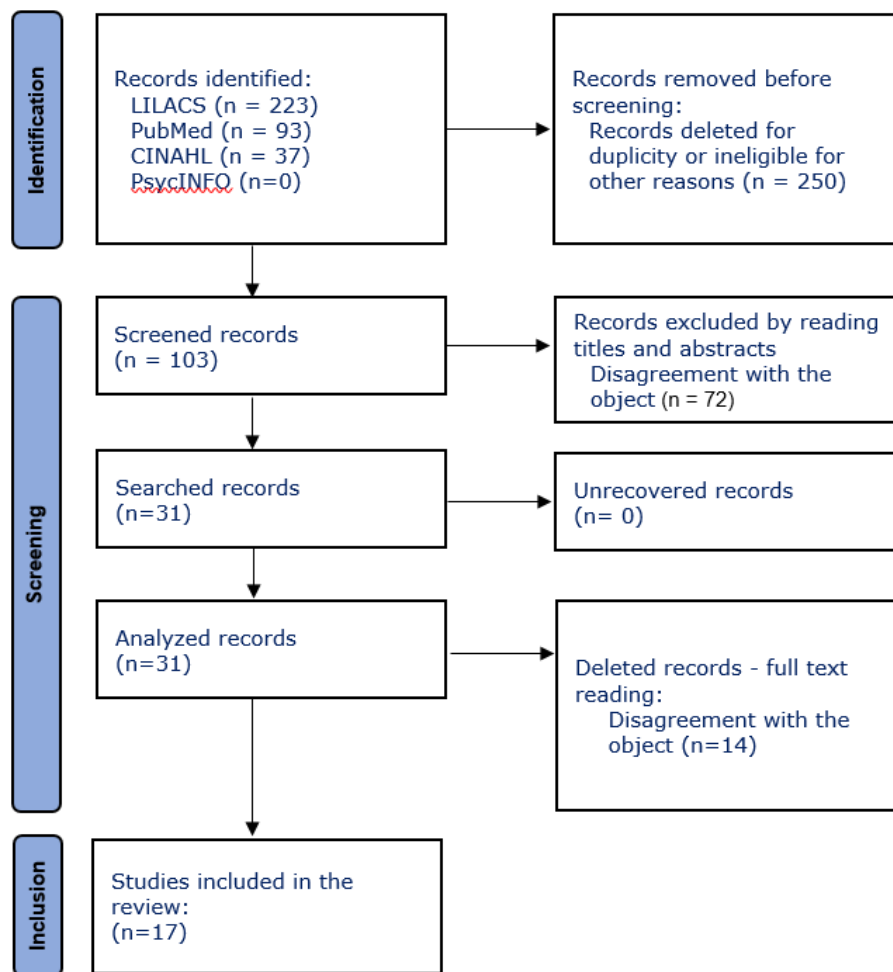 Identification
Records identified:
LILACS (n = 223)
PubMed (n = 93)
CINAHL (n = 37)
PsycINFO (n=0)
Records removed before
screening:
Records deleted for
duplicity or ineligible for
other reasons (n = 250)
Screening
Screened records
(n = 103)
Records excluded by reading
titles and abstracts
Disagreement with the
object (n = 72)
Searched records
(n=31)
Unrecovered records
(n= 0)
Analyzed records
(n=31)
Deleted records - full text
reading:
Disagreement with the
object (n=14)
Inclusion
Studies included in the
review:
(n=17)